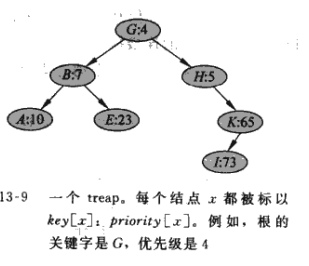 G:4
B:7
H:5
A:10
E:23
K:65
I:73
13-9 一个 treap。每个结点 x 都被标以
key[x]：priority[x]。例如，根的
关键字是 G，优先级是 4